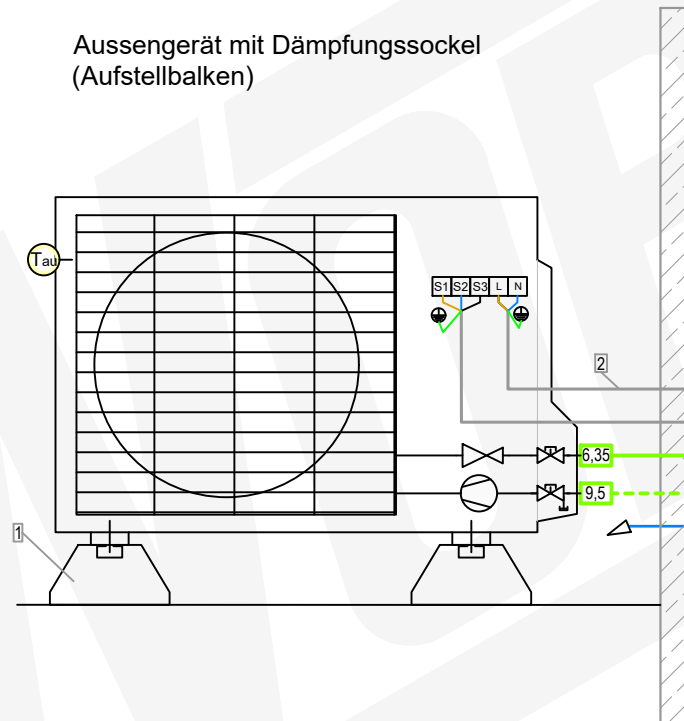 Aussengerät mit Dämpfungssockel
(Aufstellbalken)
Tau
S1 S2 S3 L N
2
6,35
9,5
1